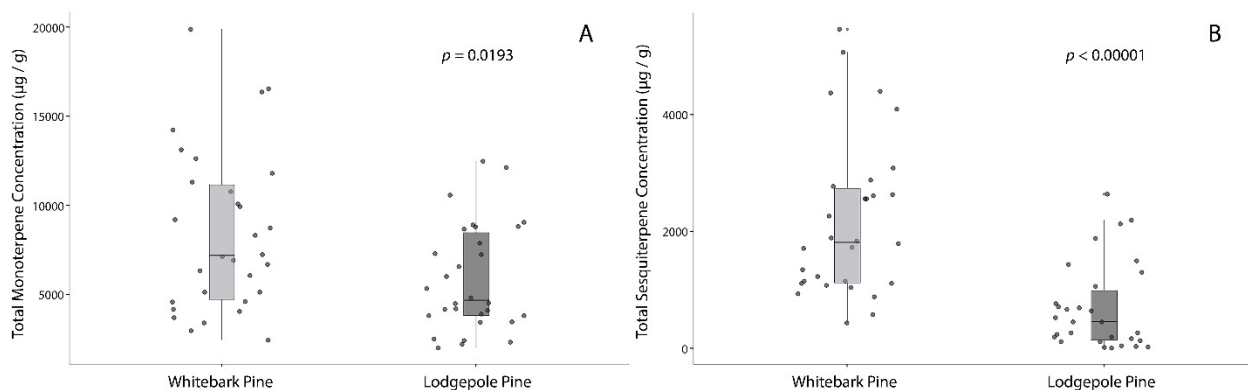 A
p = 0.0193
Total Monoterpene Concentration (µg / g)
20000
15000
10000
5000
Whitebark Pine
Lodgepole Pine
B
p < 0.00001
Total Sesquiterpene Concentration (µg / g)
4000
2000
0
Whitebark Pine
Lodgepole Pine